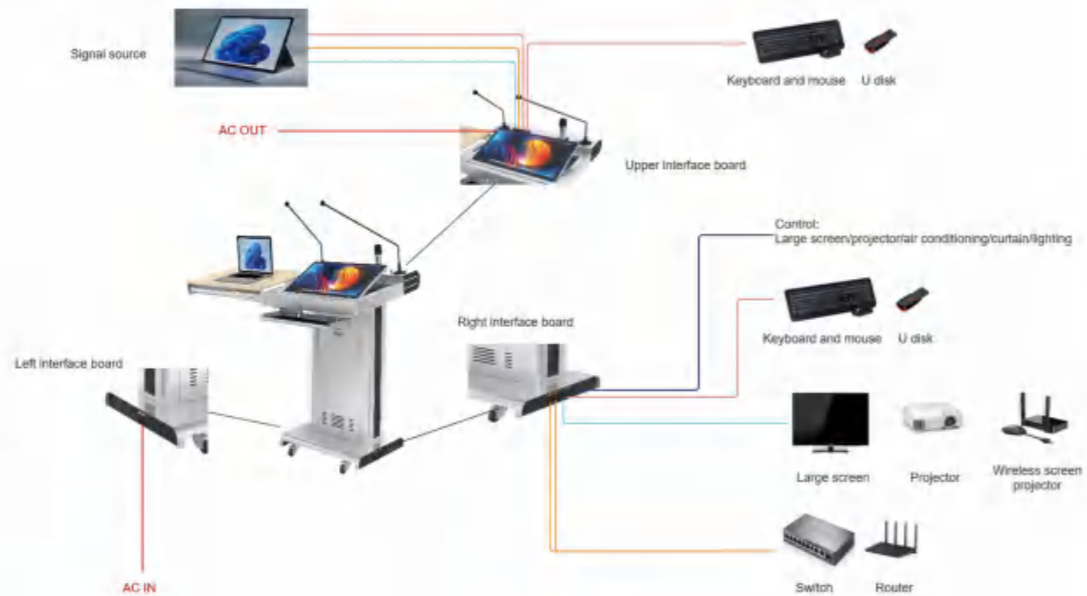 Signal source
Keyboard and mouse
U disk
AC OUT
Upper Interface board
Control:
Large screen/projector/air conditioning/curtain/lighting
Keyboard and mouse
U disk
Right interface board
Left interface board
Large screen
Projector
Wireless screen
projector
Switch
Router
AC IN